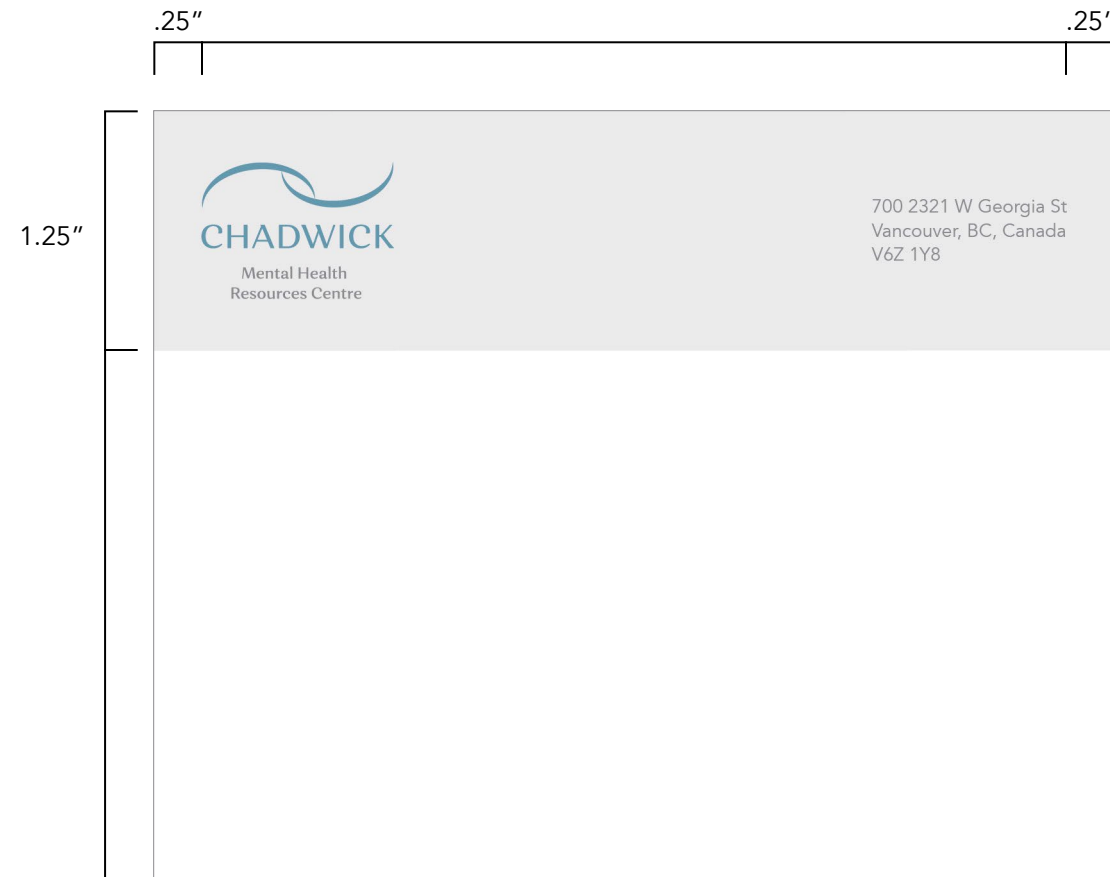 .25”
.25”
1.25”
CHADWICK
Mental Health
Resources Centre
700 2321 W Georgia St
Vancouver, BC, Canada
V6Z 1Y8